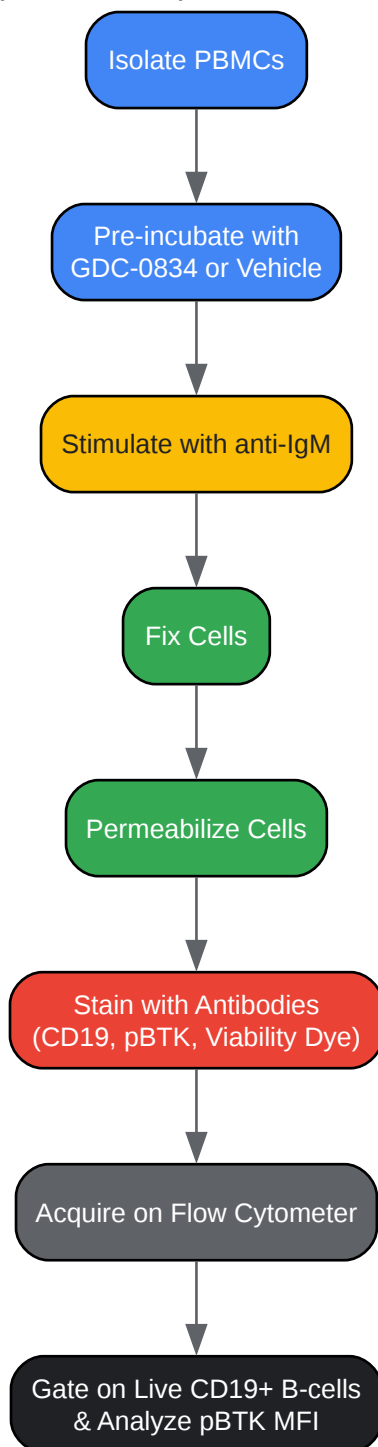 Isolate PBMCs
Pre-incubate with
GDC-0834 or Vehicle
Stimulate with anti-IgM
Fix Cells
Permeabilize Cells
Stain with Antibodies
(CD19, pBTK, Viability Dye)
Acquire on Flow Cytometer
Gate on Live CD19+ B-cells
& Analyze pBTK MFI